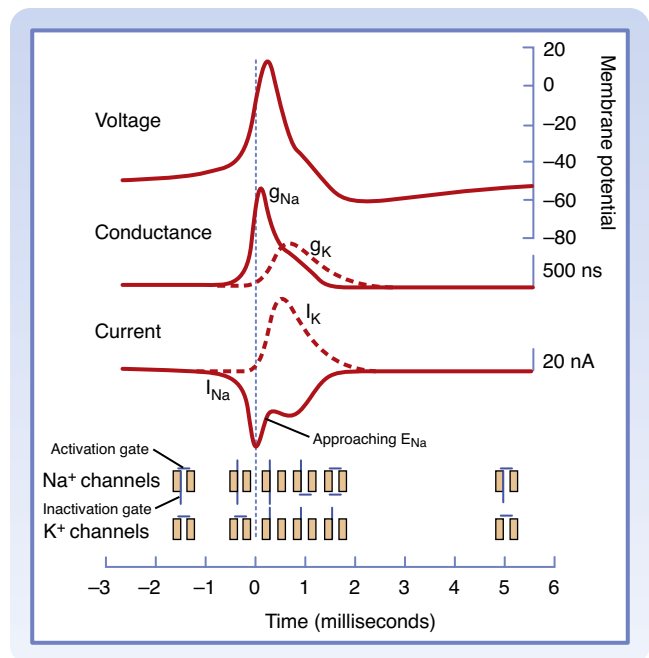 20
0
–20
–40
–60
–80
Membrane potential
Voltage
gNa
Conductance
gK
500 ns
Current
IK
20 nA
INa
Approaching ENa
Activation gate
Na+ channels
Inactivation gate
K+ channels
–3 –2 –1 0 1 2 3 4 5 6
Time (milliseconds)